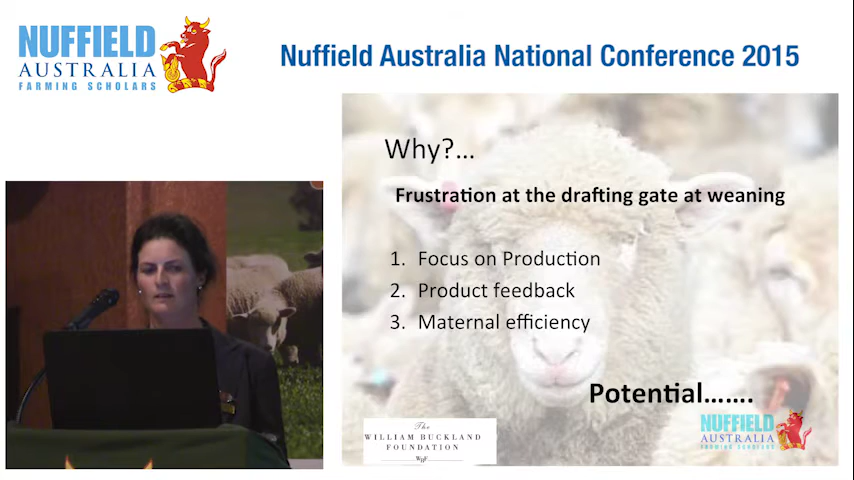 NUFFIELD
AUSTRALIA
FARMING SCHOLARS
Nuffield Australia National Conference 2015
Why?...
Frustration at the drafting gate at weaning
1. Focus on Production
2. Product feedback
3. Maternal efficiency
Potential.......
The
WILLIAM BUCKLAND
FOUNDATION
NUFFIELD
AUSTRALIA
FARMING SCHOLARS